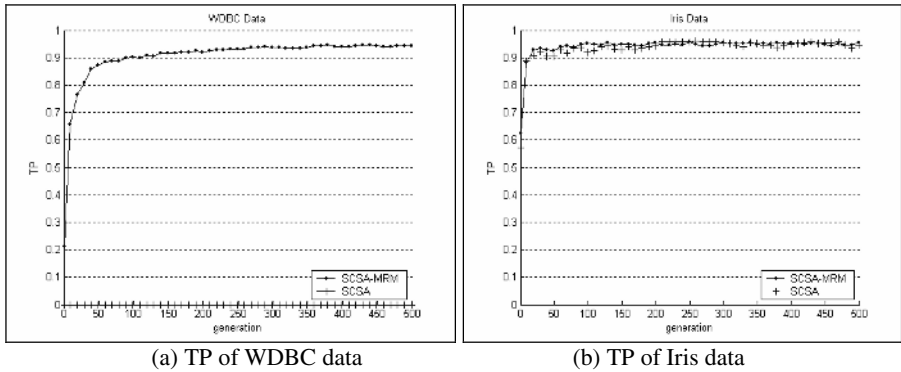 WDBC Data
1
0.9
0.8
0.7
0.6
0.5
0.4
0.3
0.2
0.1
0
TP
SCSA-MRM
SCSA
0 50 100 150 200 250 300 350 400 450 500
generation
(a) TP of WDBC data
Iris Data
1
0.9
0.8
0.7
0.6
0.5
0.4
0.3
0.2
0.1
0
TP
SCSA-MRM
SCSA
0 50 100 150 200 250 300 350 400 450 500
generation
(b) TP of Iris data